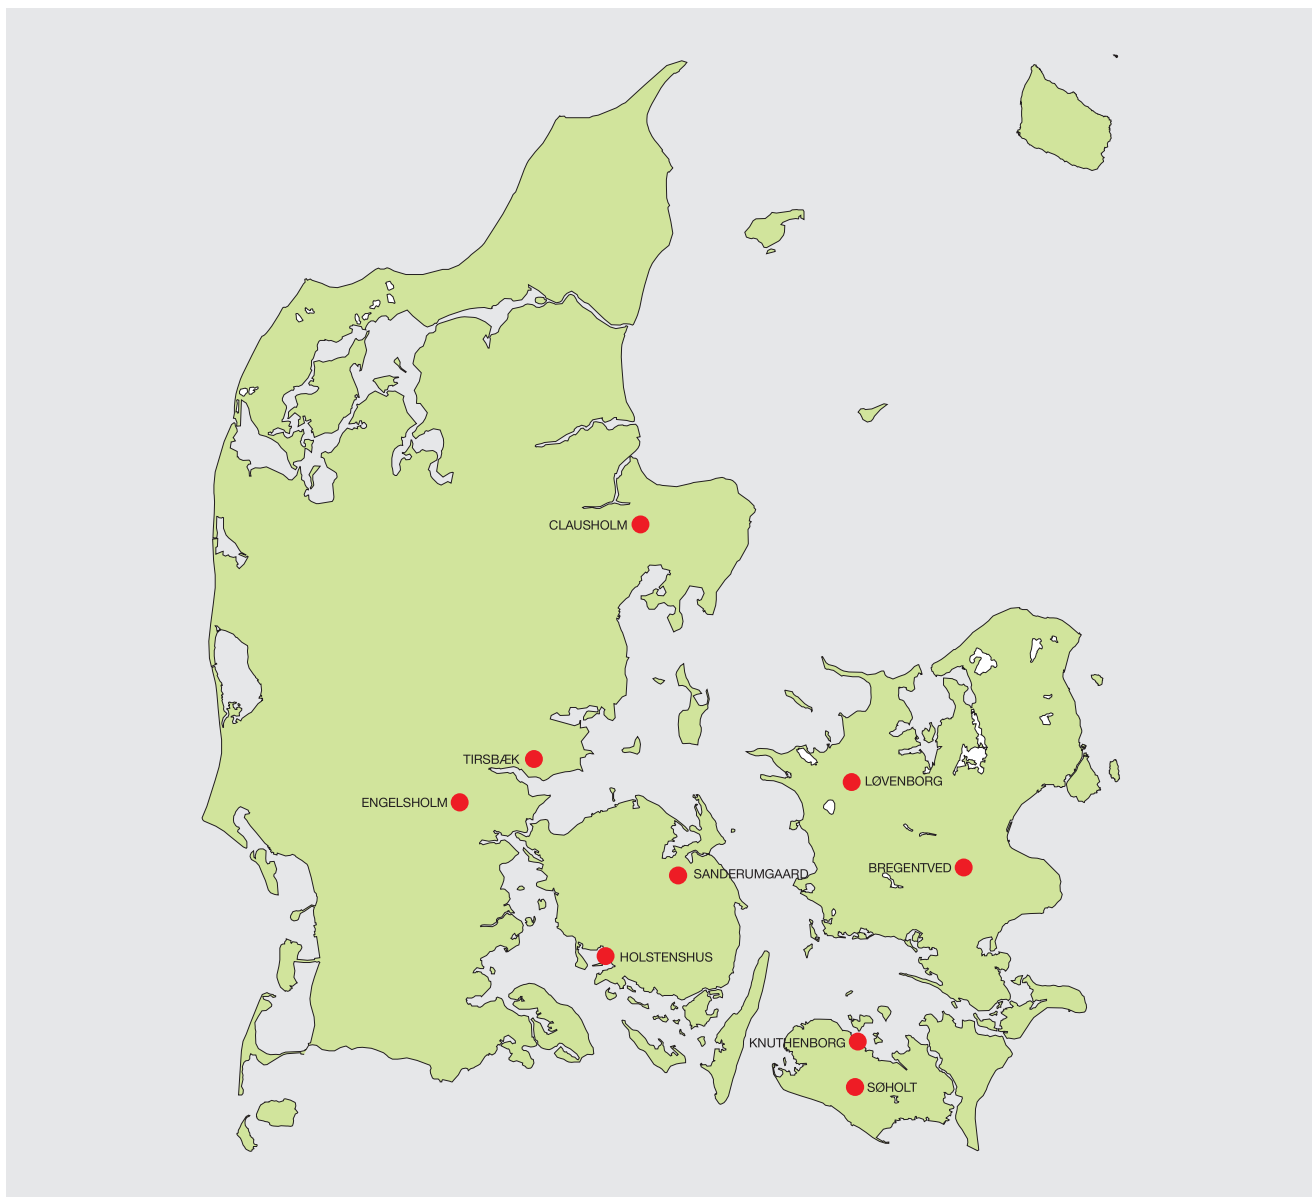 CLAUSHOLM
TIRSBÆK
LØVENBORG
ENGELSHOLM
BREGENTVED
SANDERUMGAARD
HOLSTENSHUS
KNUTHENBORG
SØHOLT